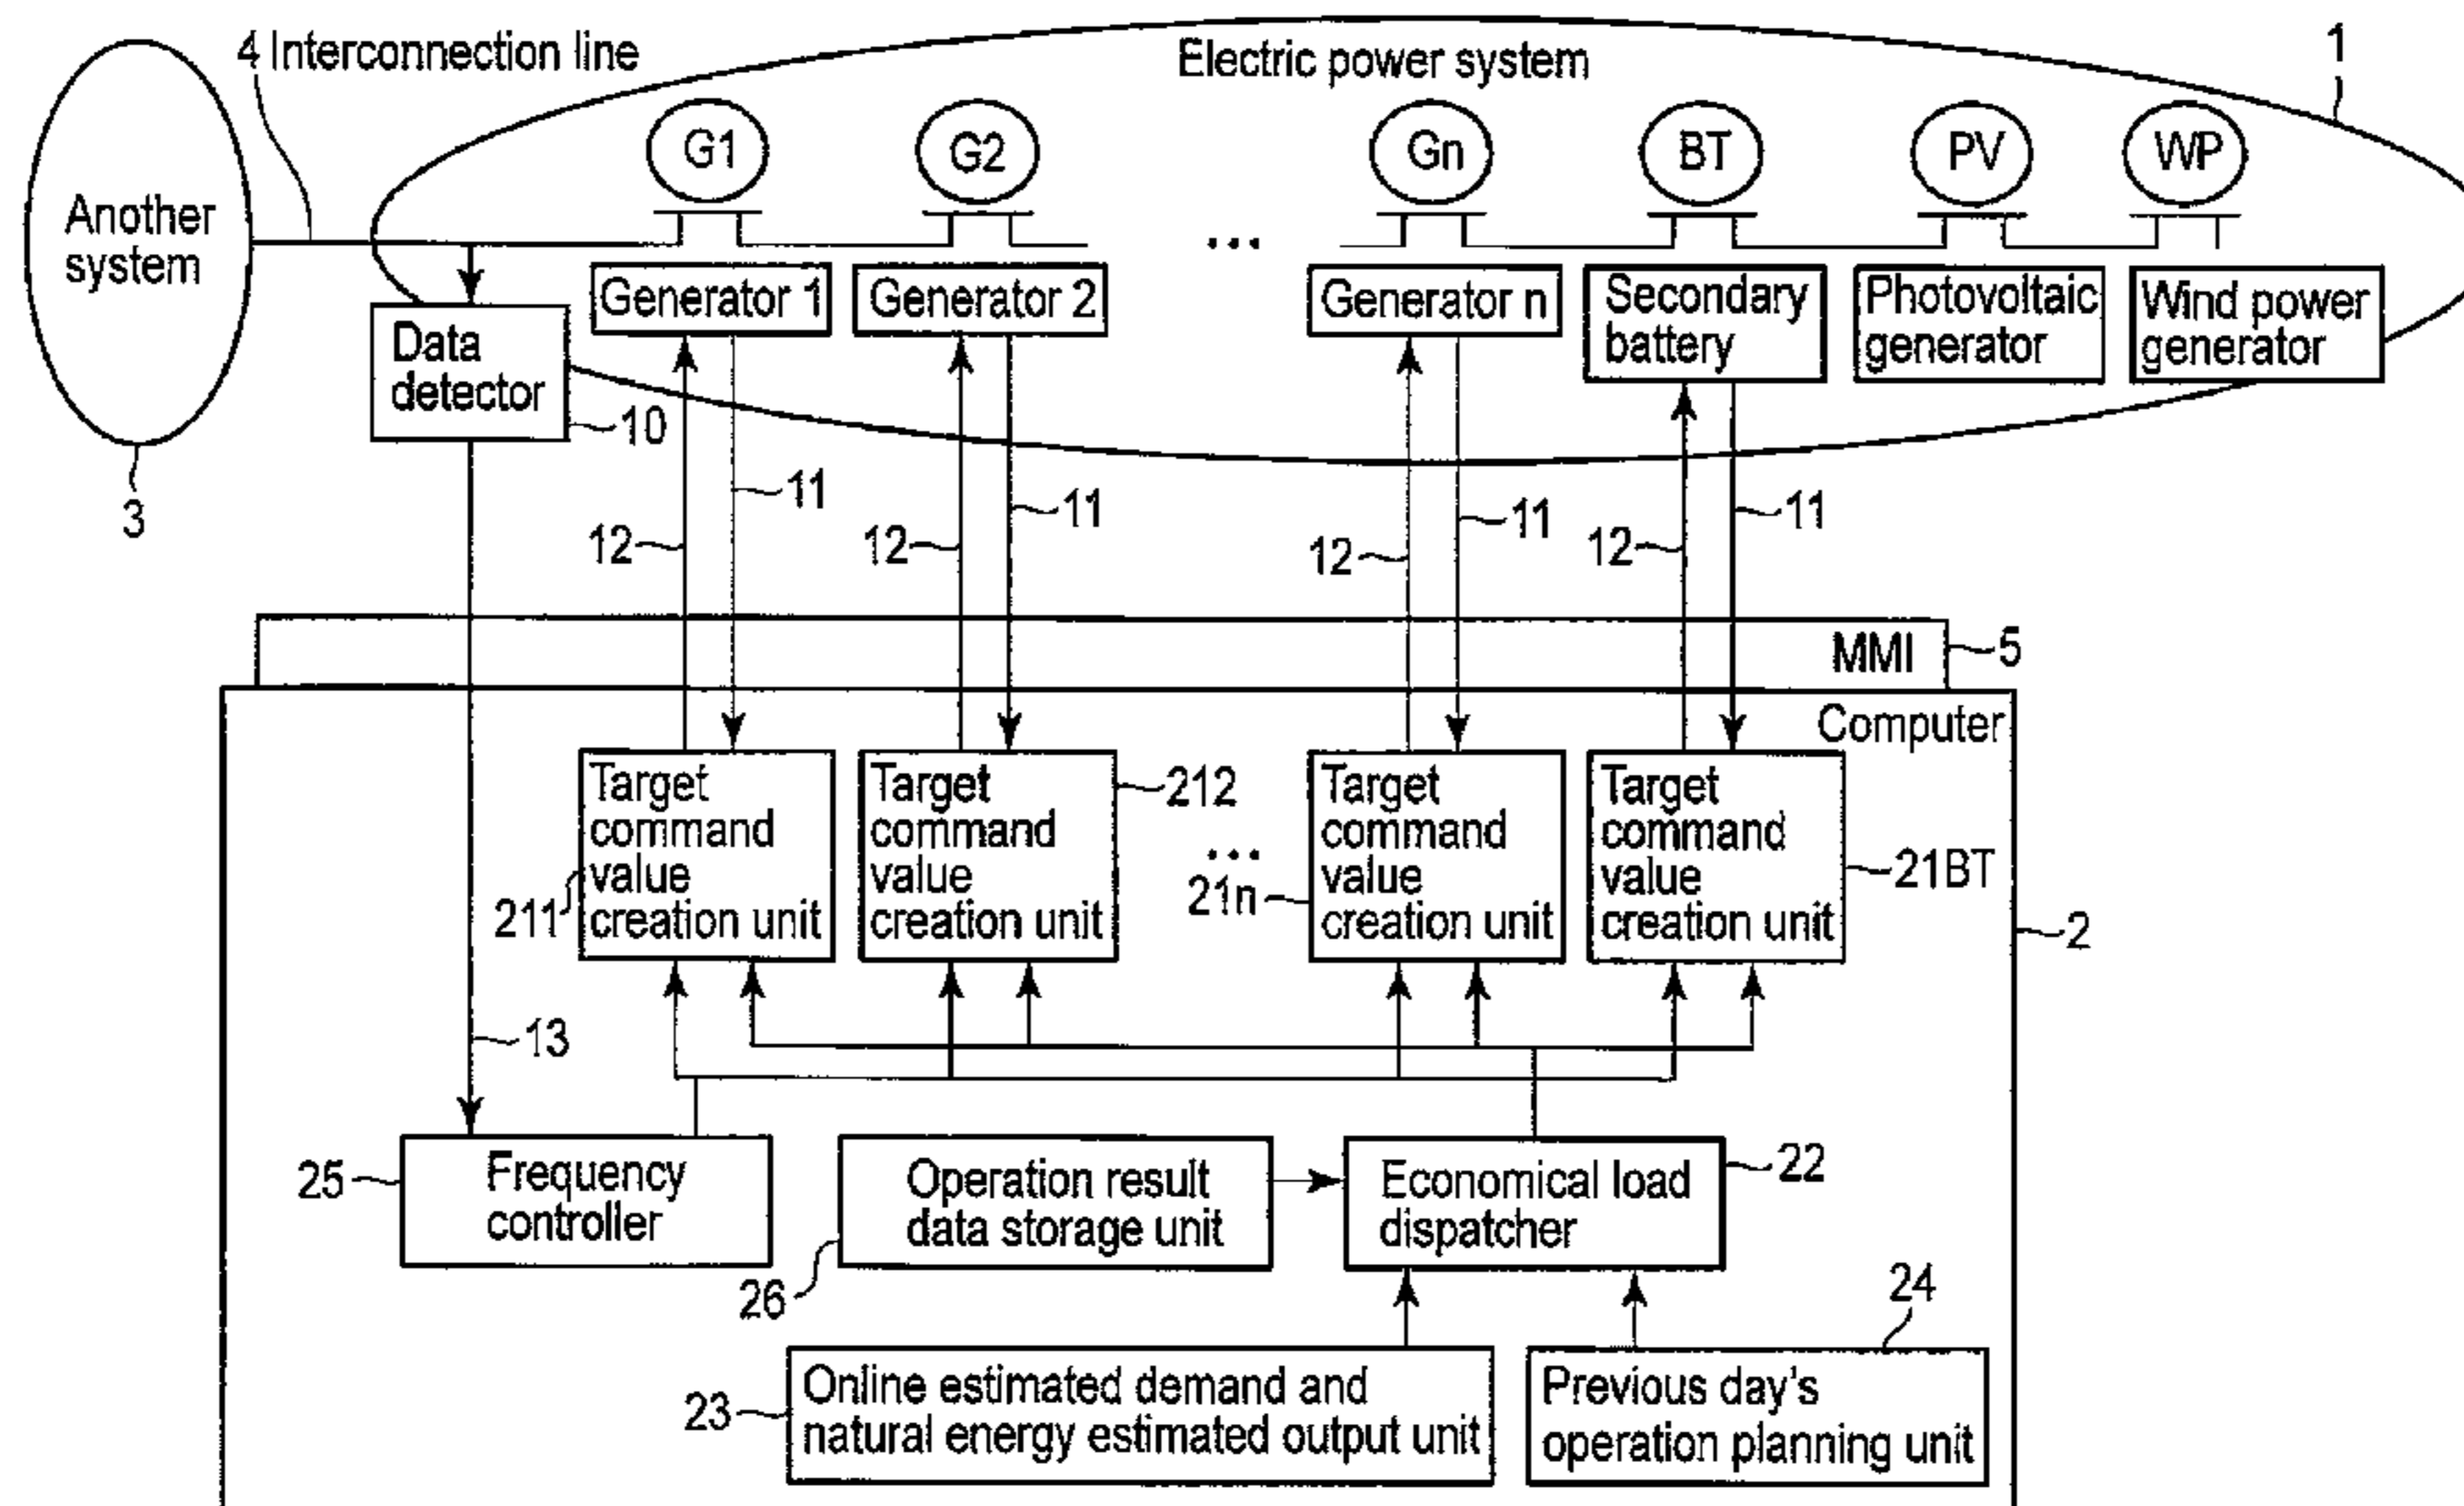 4 Interconnection line
Electric power system
1
G1
G2
Gn
BT
PV
WP
Another
system
...
Generator 1
Generator 2
Generator n
Secondary
battery
Photovoltaic
generator
Wind power
generator
Data
detector
10
3
12
11
12
11
12
11
12
11
MMI
5
Computer
Target
command
value
creation unit
211
Target
command
value
creation unit
212
...
21n
Target
command
value
creation unit
Target
command
value
creation unit
21BT
2
13
25
Frequency
controller
Operation result
data storage unit
26
Economical load
dispatcher
22
24
23
Online estimated demand and
natural energy estimated output unit
Previous day's
operation planning unit